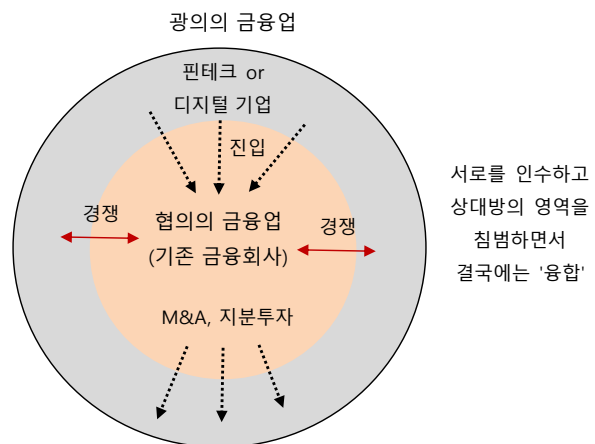 광의의 금융업
핀테크 or
디지털 기업
진입
경쟁
경쟁
협의의 금융업
(기존 금융회사)
M&A, 지분투자
서로를 인수하고
상대방의 영역을
침범하면서
결국에는 '융합'